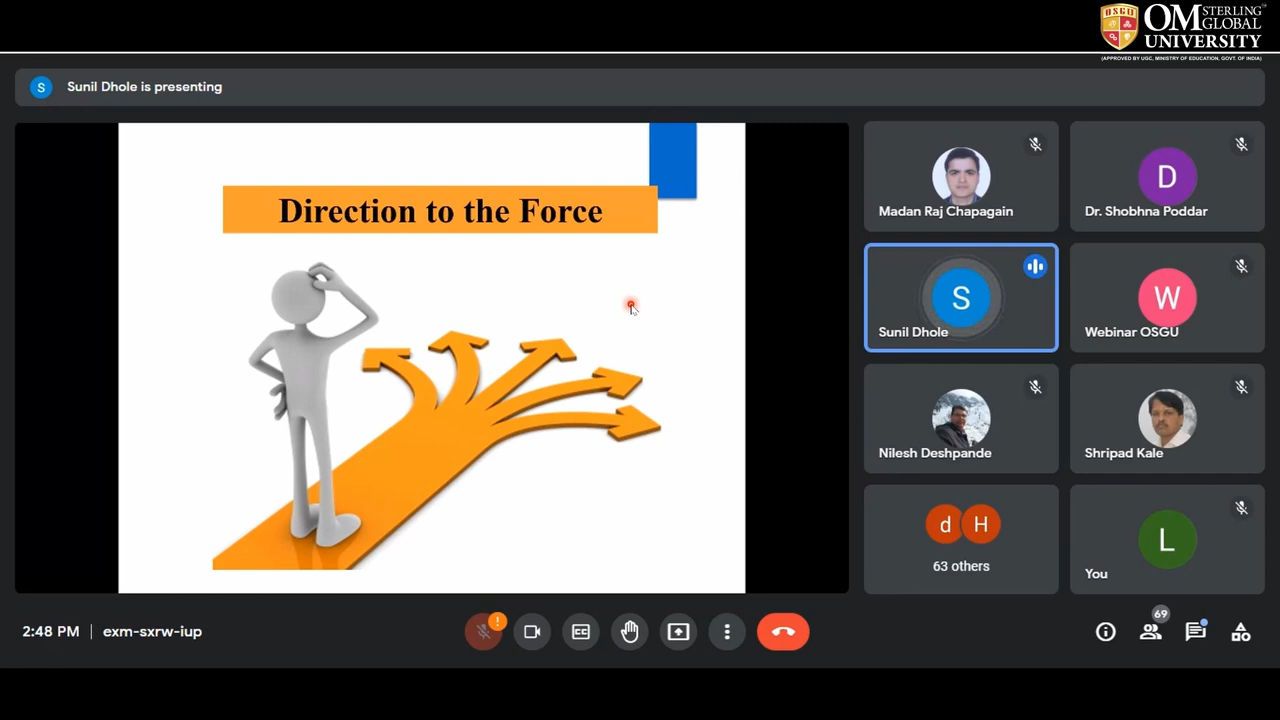 OSGU
OM STERLING GLOBAL UNIVERSITY™
(APPROVED BY UGC, MINISTRY OF EDUCATION, GOVT. OF INDIA)
S
Sunil Dhole is presenting
Direction to the Force
Madan Raj Chapagain
D
Dr. Shobhna Poddar
S
Sunil Dhole
W
Webinar OSGU
Nilesh Deshpande
Shripad Kale
d H
63 others
L
You
2:48 PM | exm-sxrw-iup
!
CC
69